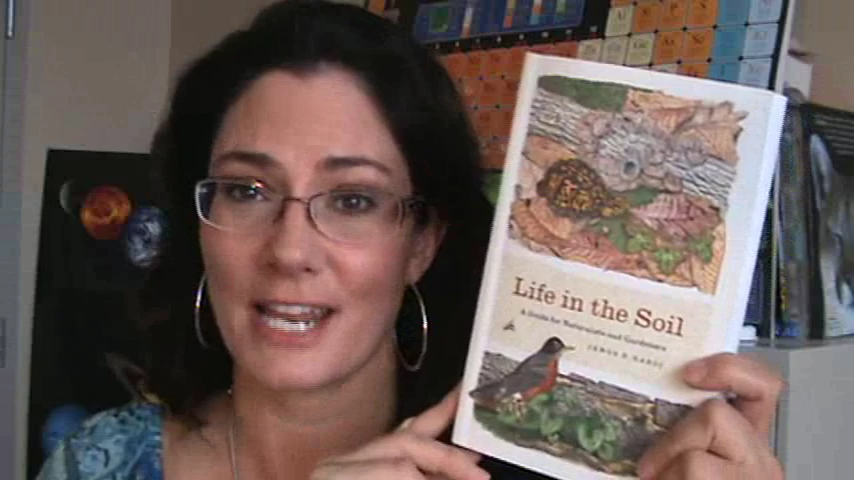 Life in the Soil
A Guide for Naturalists and Gardeners
JAMES B. NARDI